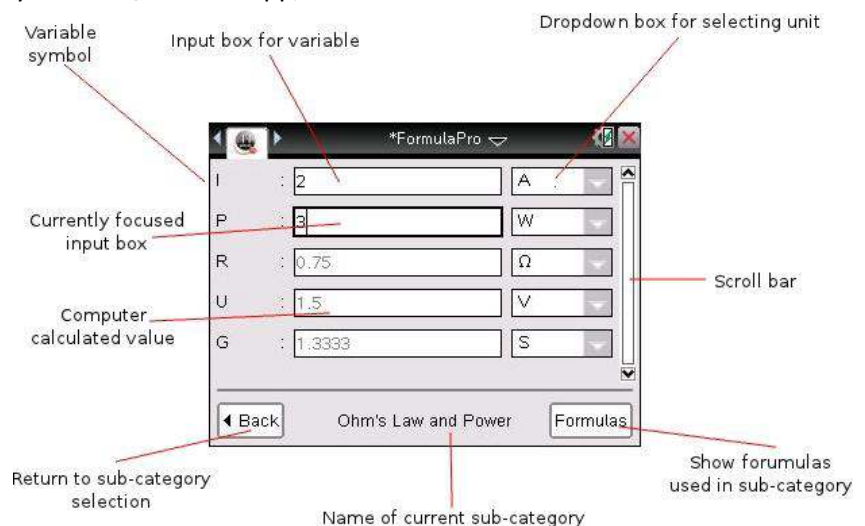 Variable
symbol
Input box for variable
Dropdown box for selecting unit
*FormulaPro
I : 2 A :
Currently focused
input box
P : 3 W
R : 0.75 Ω
Scroll bar
U : 1.5 V
Computer
calculated value
G : 1.3333 S
Back Ohm's Law and Power Formulas
Return to sub-category
selection
Name of current sub-category
Show forumulas
used in sub-category